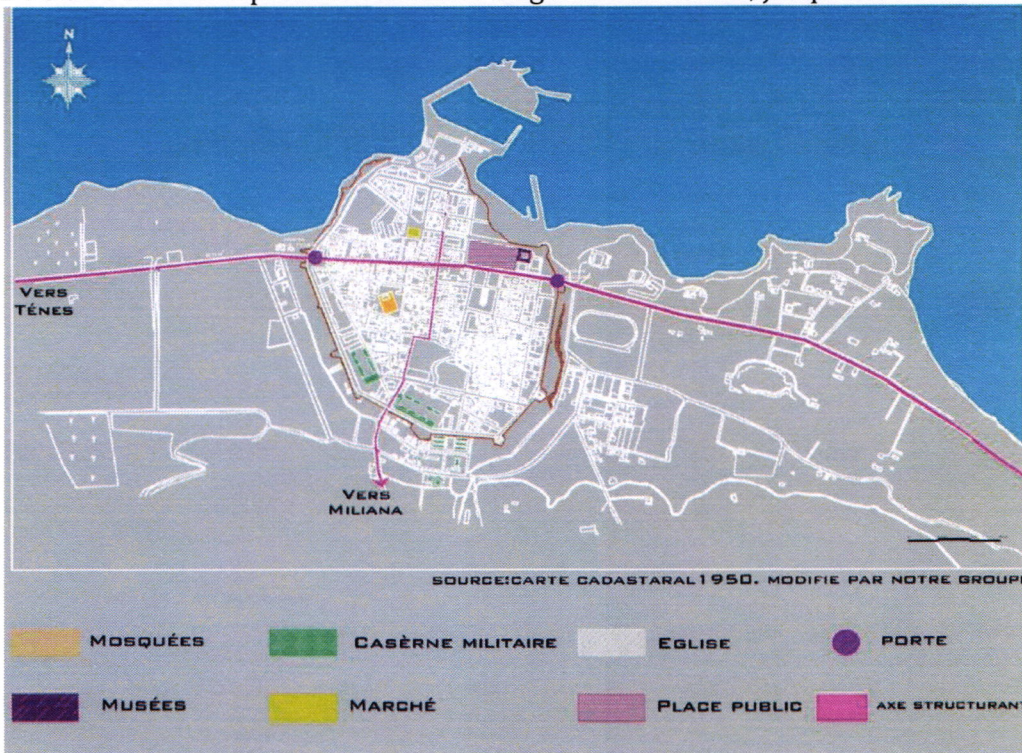 N
VERS
TÉNES
VERS
MILIANA
SOURCE:CARTE CADASTARAL1950. MODIFIE PAR NOTRE GROUPE
MOSQUÉES
CASÈRNE MILITAIRE
EGLISE
PORTE
MUSÉES
MARCHÉ
PLACE PUBLIC
AXE STRUCTURANT